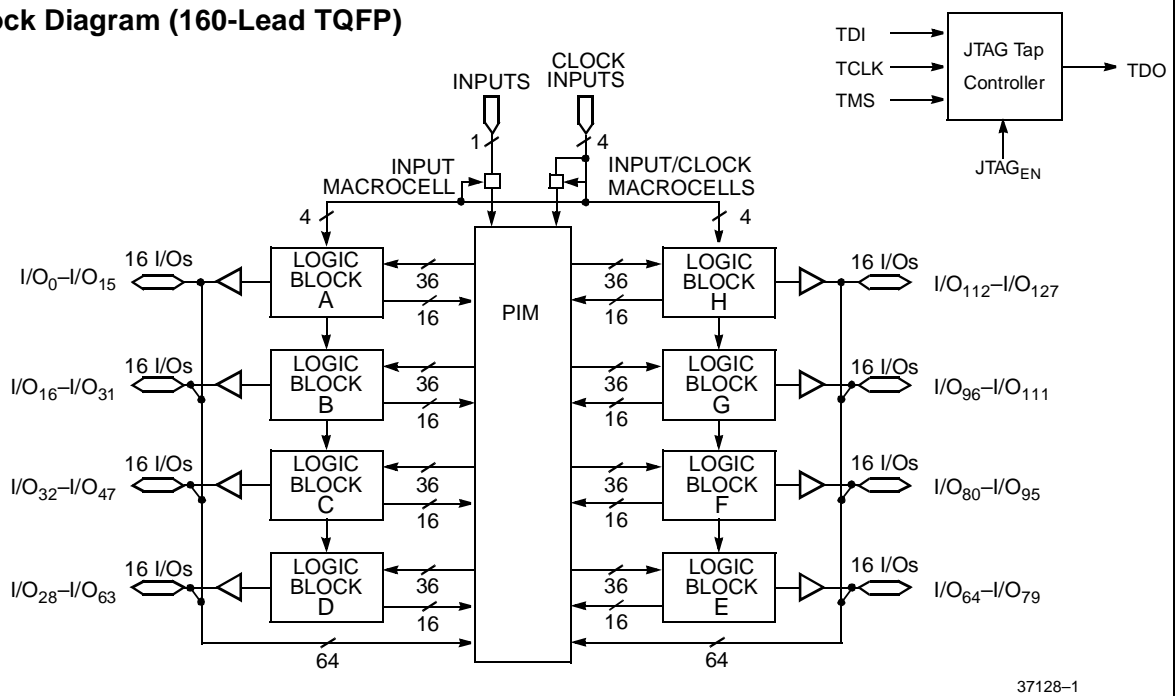 ock Diagram (160-Lead TQFP)
TDI
TCLK
TMS
JTAG Tap
Controller
TDO
JTAG_EN
INPUTS
CLOCK
INPUTS
1
4
INPUT
MACROCELL
INPUT/CLOCK
MACROCELLS
4
4
PIM
I/O0–I/O15
16 I/Os
LOGIC
BLOCK
A
36
16
36
16
LOGIC
BLOCK
H
16 I/Os
I/O112–I/O127
I/O16–I/O31
16 I/Os
LOGIC
BLOCK
B
36
16
36
16
LOGIC
BLOCK
G
16 I/Os
I/O96–I/O111
I/O32–I/O47
16 I/Os
LOGIC
BLOCK
C
36
16
36
16
LOGIC
BLOCK
F
16 I/Os
I/O80–I/O95
I/O28–I/O63
16 I/Os
LOGIC
BLOCK
D
36
16
36
16
LOGIC
BLOCK
E
16 I/Os
I/O64–I/O79
64
64
37128–1